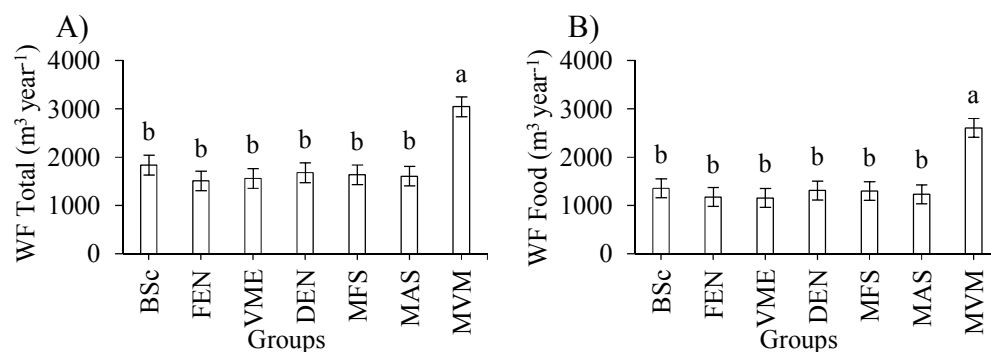 A)
WF Total (m³ year⁻¹)
4000
3000
2000
1000
0
b b b b b b a
BSc FEN VME DEN MFS MAS MVM
Groups
B)
WF Food (m³ year⁻¹)
4000
3000
2000
1000
0
b b b b b b a
BSc FEN VME DEN MFS MAS MVM
Groups